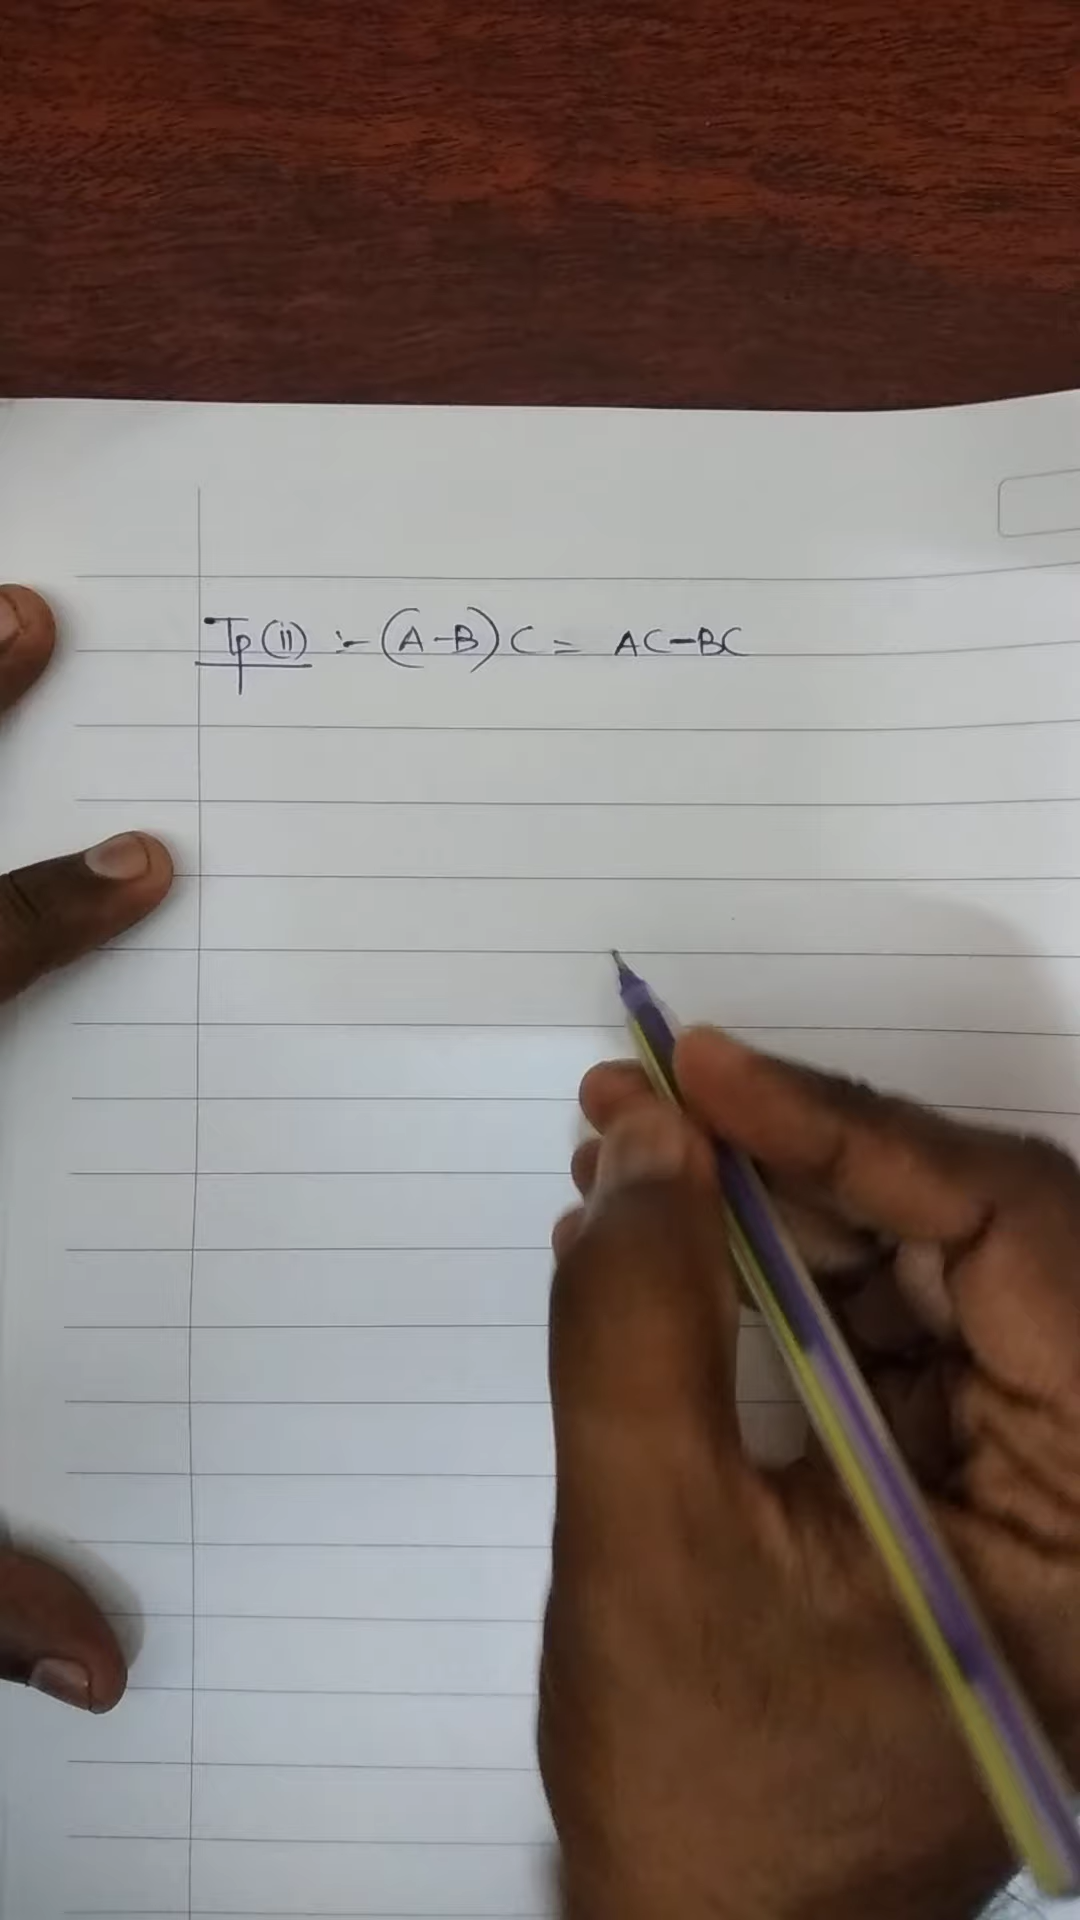 Tp(ii) :- (A-B)C = AC-BC